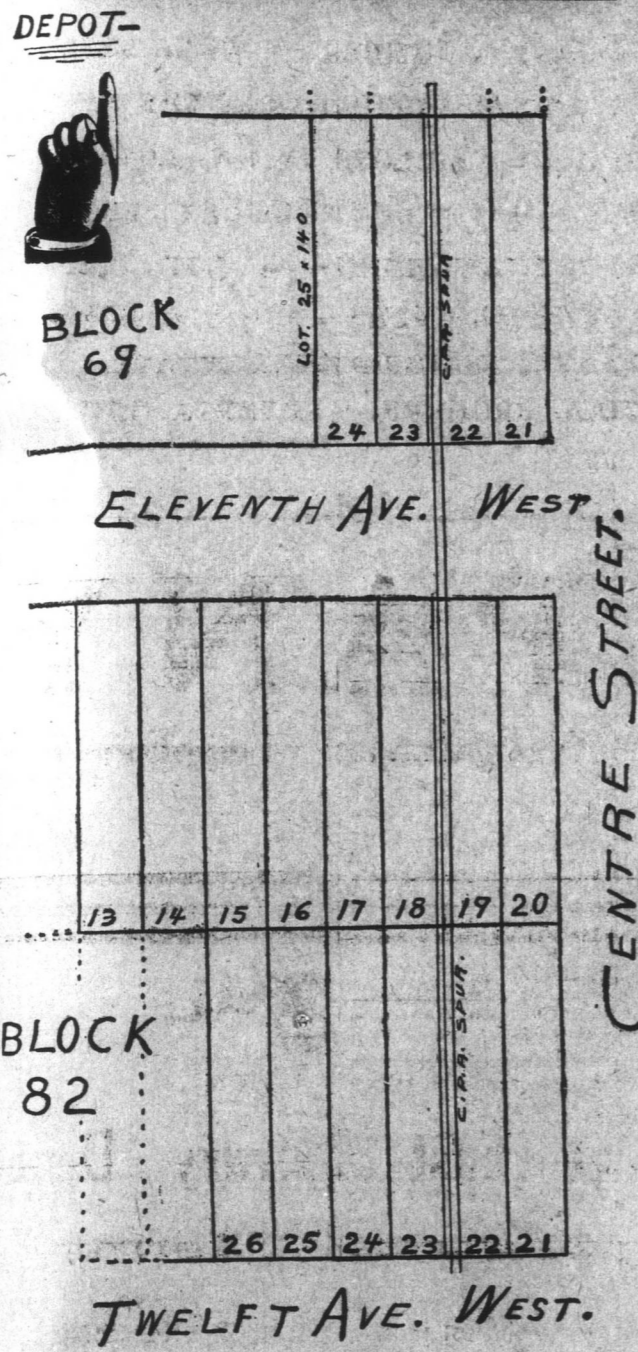 DEPOT-
BLOCK
69
LOT. 25 x 140
C.P.R. SPUR
24 23 22 21
ELEVENTH AVE. WEST
CENTRE STREET.
13 14 15 16 17 18 19 20
BLOCK
82
C.P.R. SPUR.
26 25 24 23 22 21
TWELFT AVE. WEST.